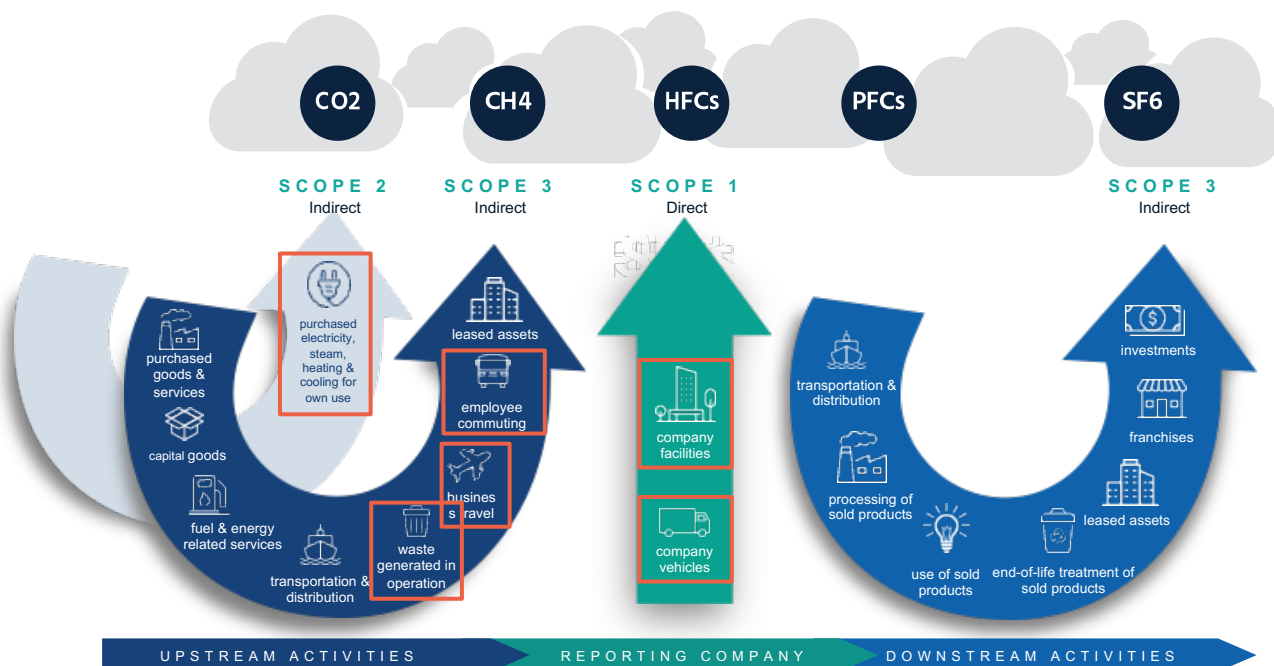 CO2
CH4
HFCs
PFCs
SF6
SCOPE 2
Indirect
SCOPE 3
Indirect
SCOPE 1
Direct
SCOPE 3
Indirect
purchased
electricity,
steam,
heating &
cooling for
own use
purchased
goods &
services
capital goods
fuel & energy
related services
transportation &
distribution
waste
generated in
operation
busines
s travel
employee
commuting
leased assets
company
facilities
company
vehicles
transportation &
distribution
processing of
sold products
use of sold
products
end-of-life treatment of
sold products
leased assets
franchises
investments
UPSTREAM ACTIVITIES
REPORTING COMPANY
DOWNSTREAM ACTIVITIES